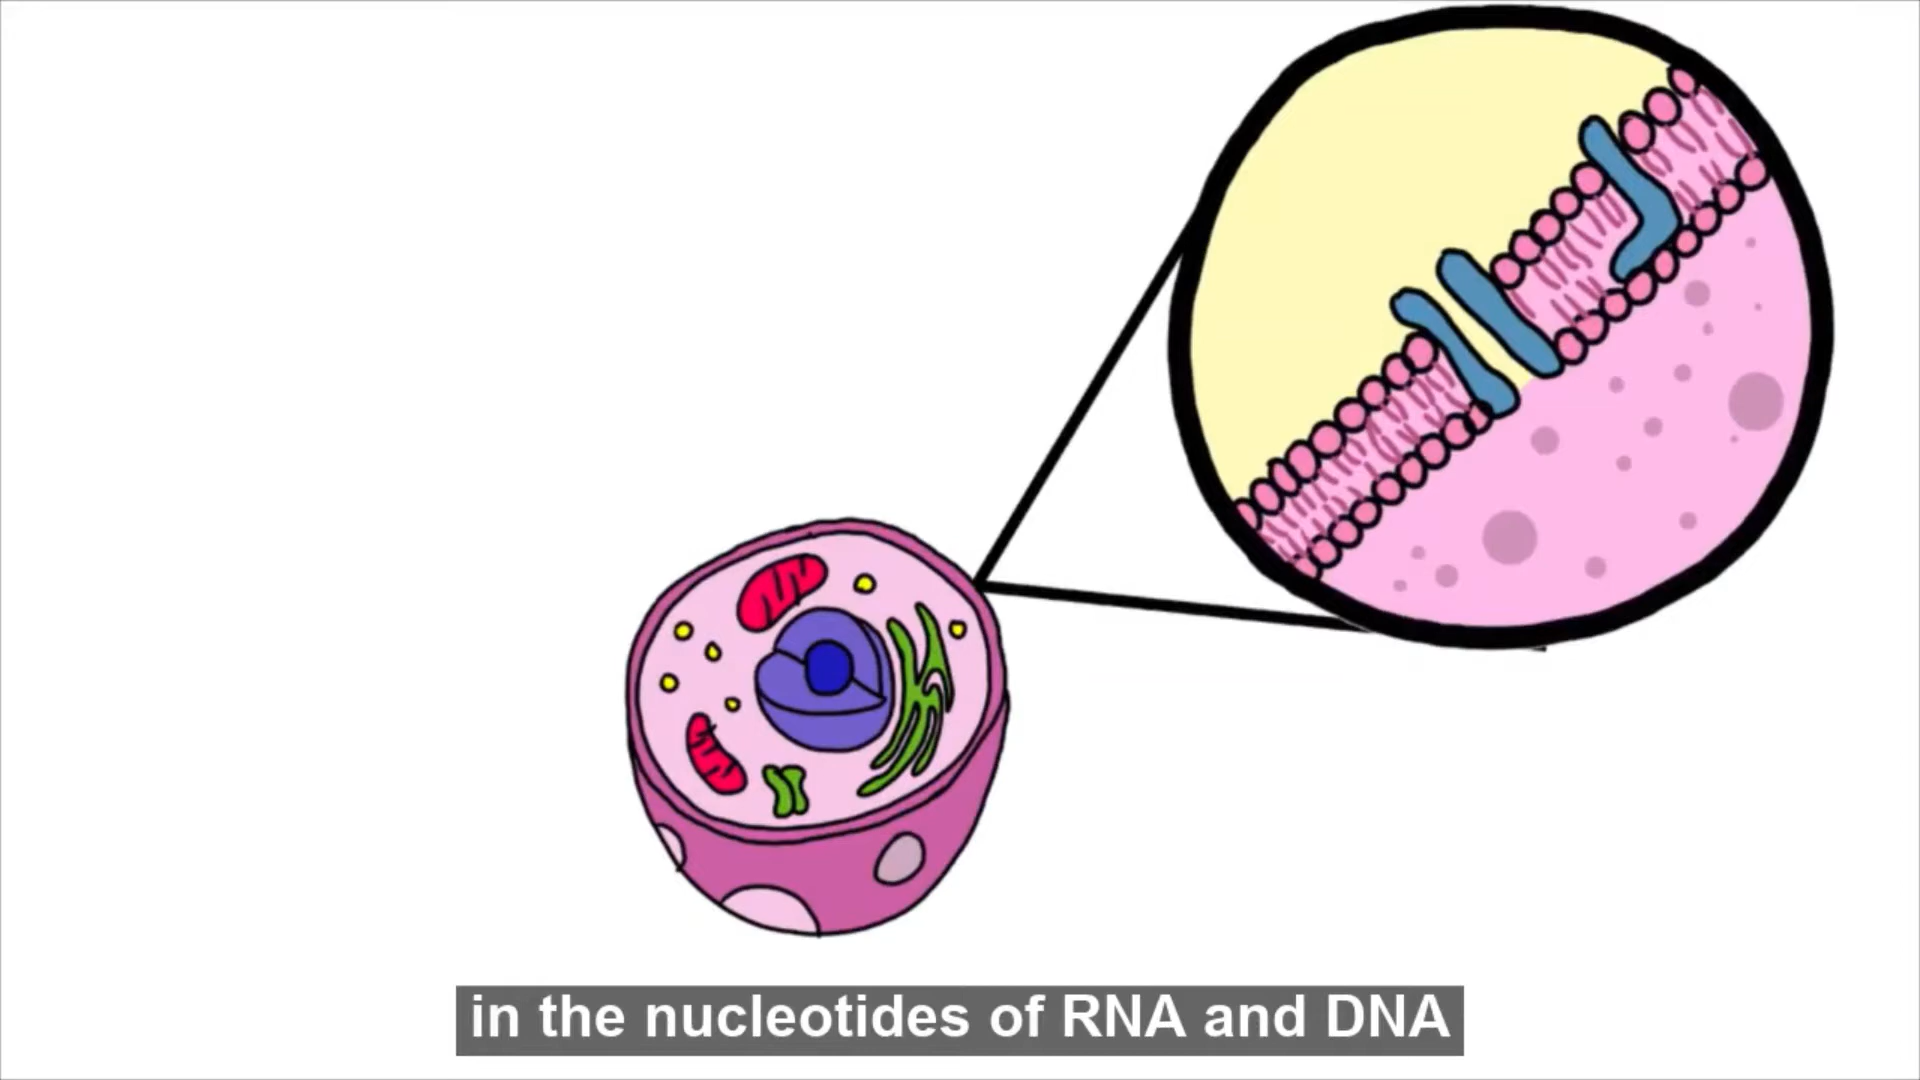 in the nucleotides of RNA and DNA